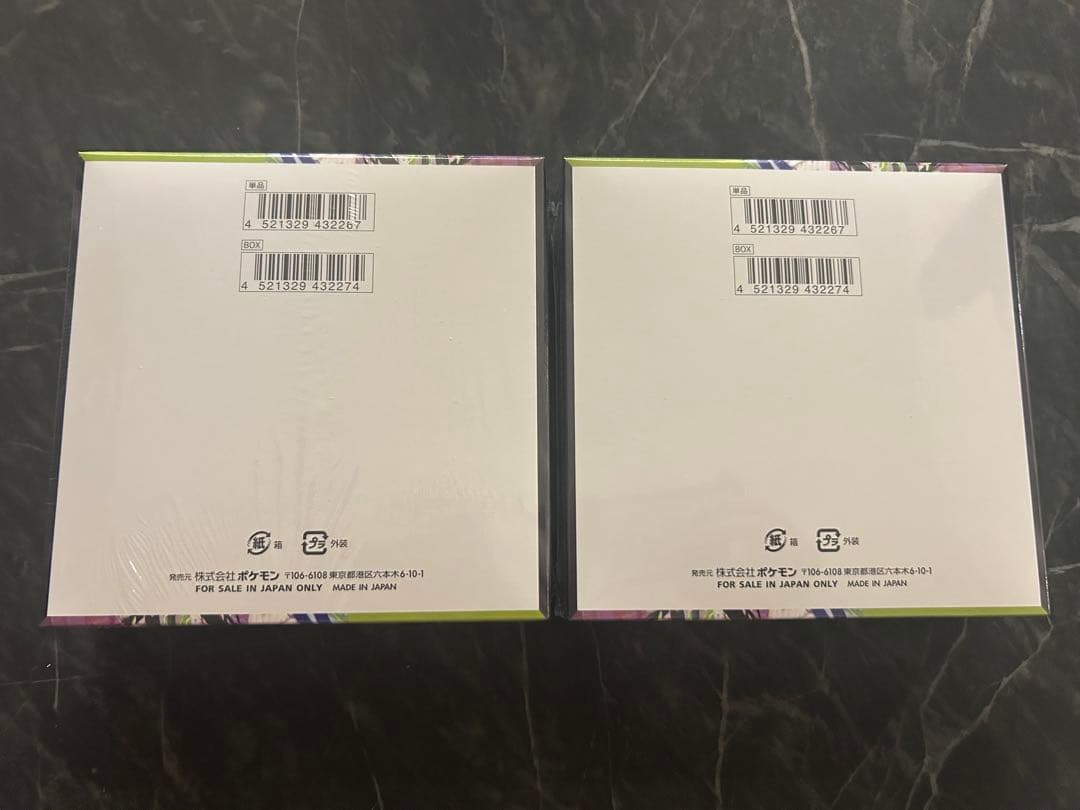 単品
4 521329 432267
BOX
4 521329 432274
紙 箱 プラ 外装
発売元 株式会社ポケモン 〒106-6108 東京都港区六本木6-10-1
FOR SALE IN JAPAN ONLY MADE IN JAPAN
単品
4 521329 432267
BOX
4 521329 432274
紙 箱 プラ 外装
発売元 株式会社ポケモン 〒106-6108 東京都港区六本木6-10-1
FOR SALE IN JAPAN ONLY MADE IN JAPAN